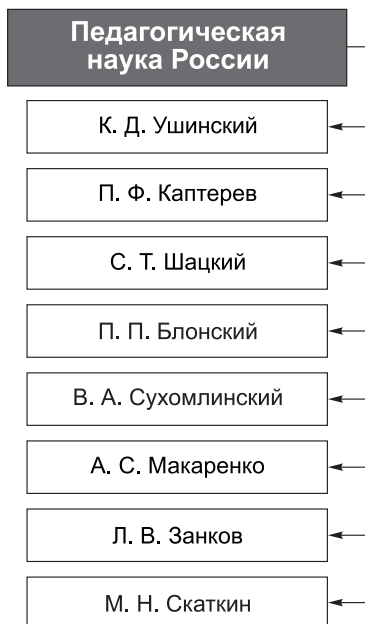 Педагогическая
наука России
К. Д. Ушинский
П. Ф. Каптерев
С. Т. Шацкий
П. П. Блонский
В. А. Сухомлинский
А. С. Макаренко
Л. В. Занков
М. Н. Скаткин